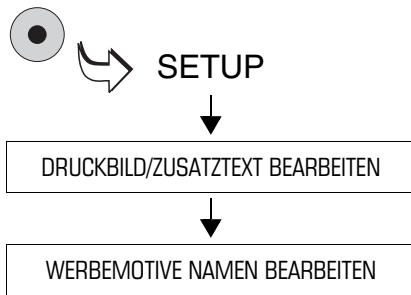 SETUP
DRUCKBILD/ZUSATZTEXT BEARBEITEN
WERBEMOTIVE NAMEN BEARBEITEN